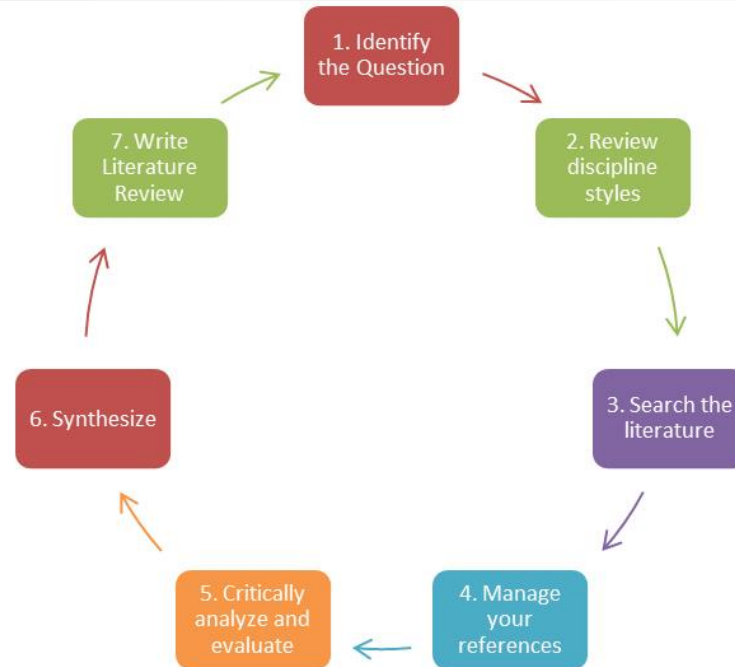 1. Identify
the Question
2. Review
discipline
styles
3. Search the
literature
4. Manage
your
references
5. Critically
analyze and
evaluate
6. Synthesize
7. Write
Literature
Review